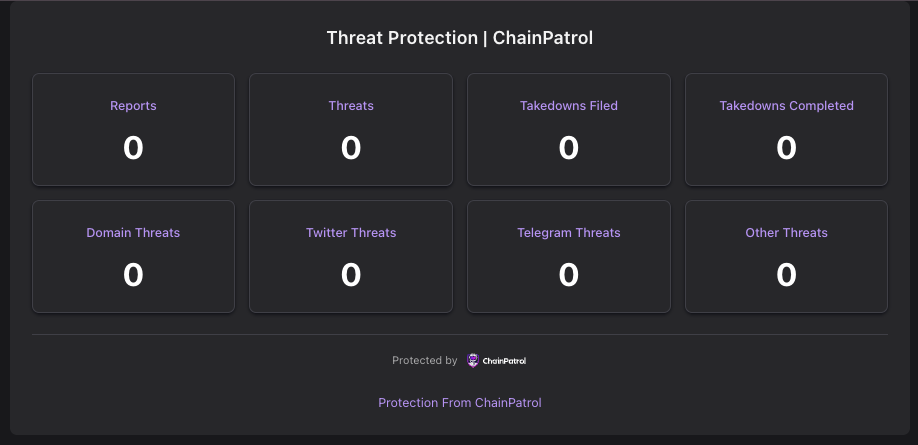 Threat Protection | ChainPatrol
Reports
0
Threats
0
Takedowns Filed
0
Takedowns Completed
0
Domain Threats
0
Twitter Threats
0
Telegram Threats
0
Other Threats
0
Protected by ChainPatrol
Protection From ChainPatrol